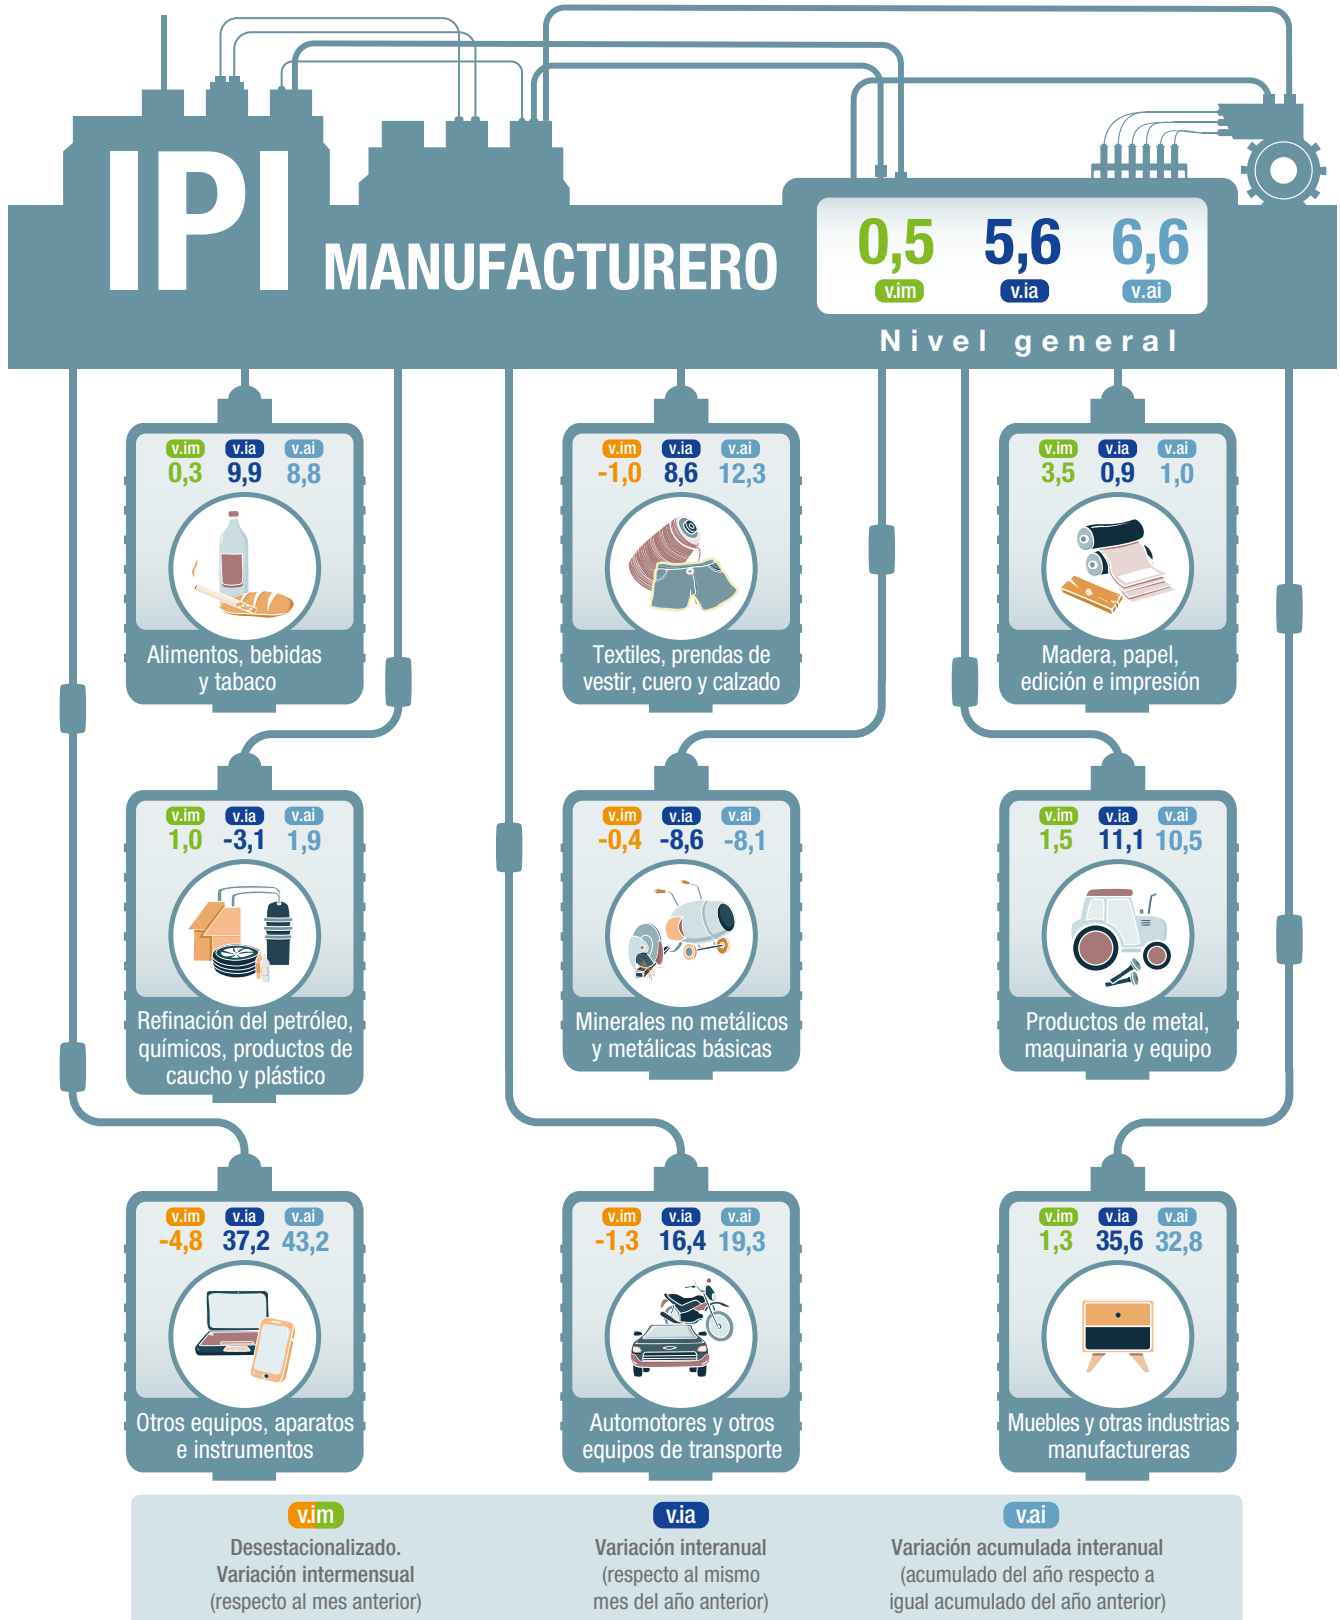 IPI
MANUFACTURERO
0,5 5,6 6,6
v.im v.ia v.ai
Nivel general
v.im v.ia v.ai
0,3 9,9 8,8
Alimentos, bebidas
y tabaco
v.im v.ia v.ai
-1,0 8,6 12,3
Textiles, prendas de
vestir, cuero y calzado
v.im v.ia v.ai
3,5 0,9 1,0
Madera, papel,
edición e impresión
v.im v.ia v.ai
1,0 -3,1 1,9
Refinación del petróleo,
químicos, productos de
caucho y plástico
v.im v.ia v.ai
-0,4 -8,6 -8,1
Minerales no metálicos
y metálicas básicas
v.im v.ia v.ai
1,5 11,1 10,5
Productos de metal,
maquinaria y equipo
v.im v.ia v.ai
-4,8 37,2 43,2
Otros equipos, aparatos
e instrumentos
v.im v.ia v.ai
-1,3 16,4 19,3
Automotores y otros
equipos de transporte
v.im v.ia v.ai
1,3 35,6 32,8
Muebles y otras industrias
manufactureras
v.im
Desestacionalizado.
Variación intermensual
(respecto al mes anterior)
v.ia
Variación interanual
(respecto al mismo
mes del año anterior)
v.ai
Variación acumulada interanual
(acumulado del año respecto a
igual acumulado del año anterior)